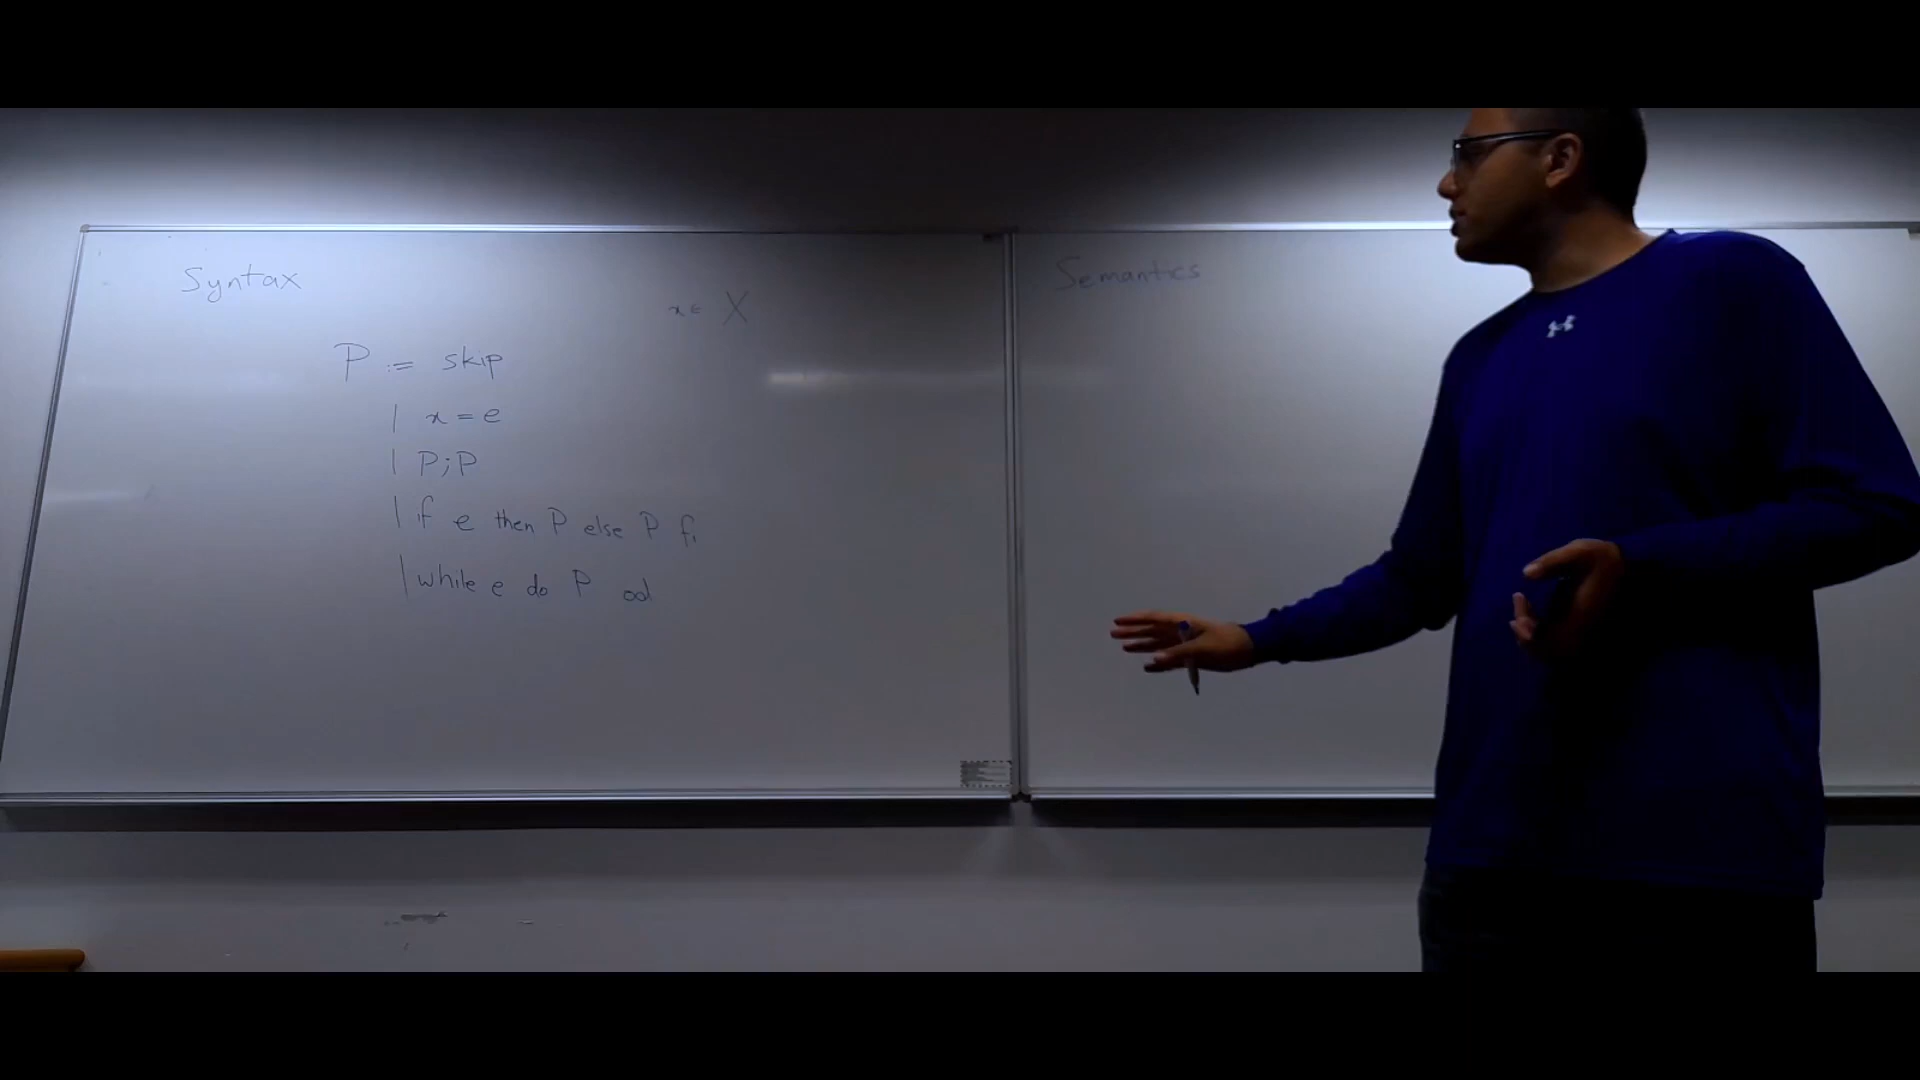 Syntax
x ∈ X
P := skip
| x = e
| P;P
| if e then P else P fi
| while e do P od
Semantics